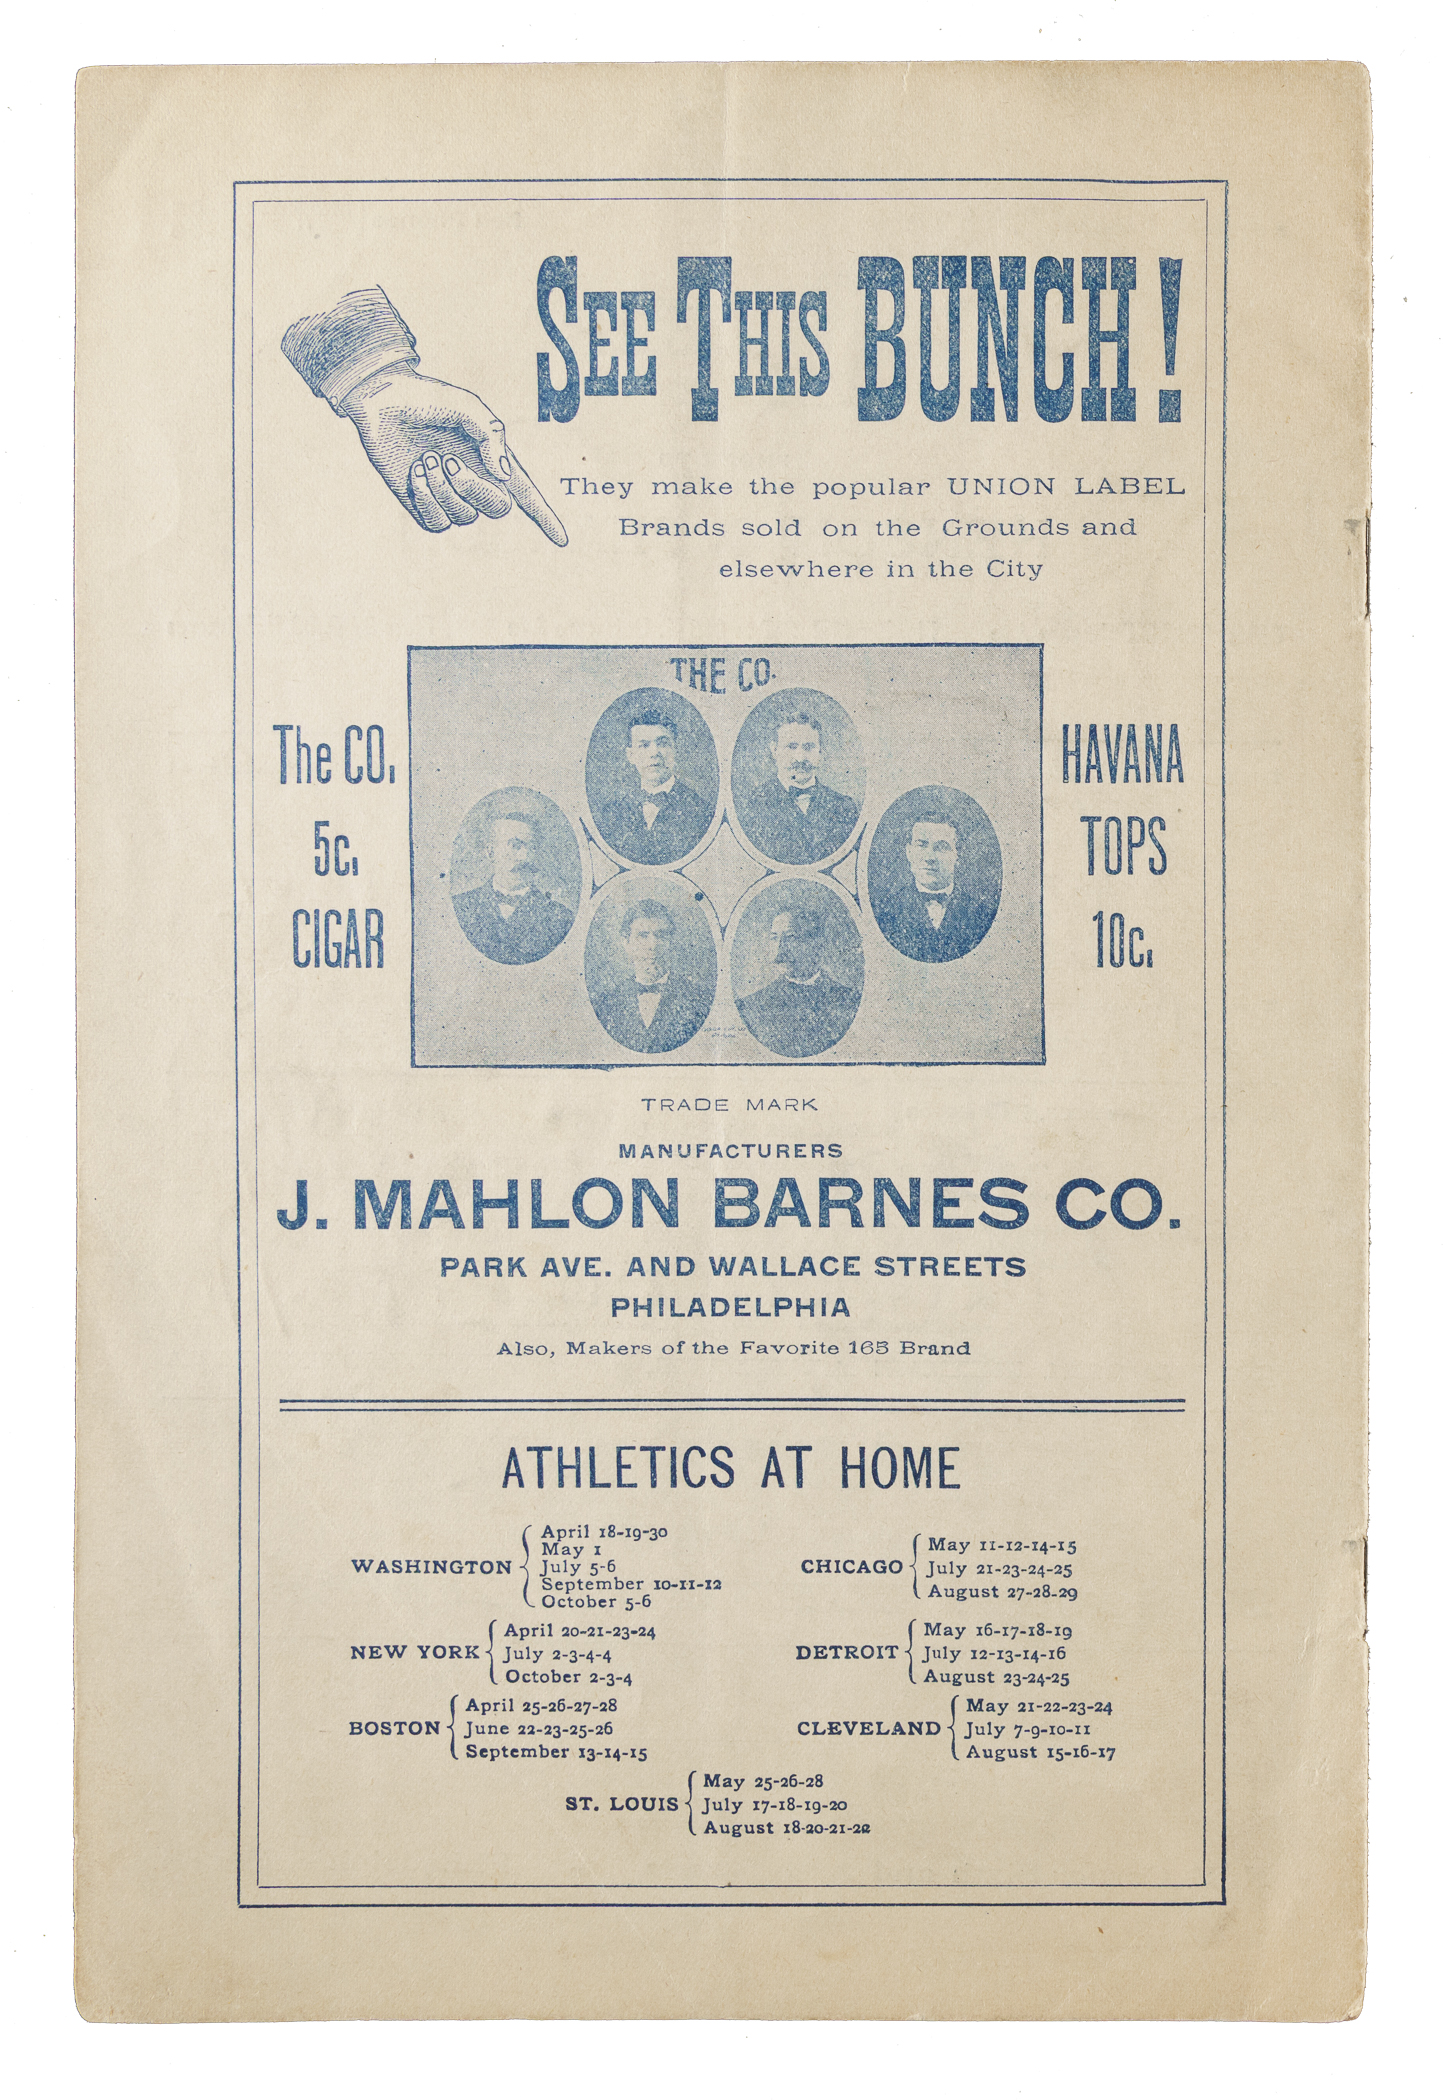 SEE THIS BUNCH!
They make the popular UNION LABEL
Brands sold on the Grounds and
elsewhere in the City
THE CO.
The CO.
5c.
CIGAR
HAVANA
TOPS
10c.
TRADE MARK
MANUFACTURERS
J. MAHLON BARNES CO.
PARK AVE. AND WALLACE STREETS
PHILADELPHIA
Also, Makers of the Favorite 165 Brand
ATHLETICS AT HOME
WASHINGTON
April 18-19-30
May 1
July 5-6
September 10-11-12
October 5-6
CHICAGO
May 11-12-14-15
July 21-23-24-25
August 27-28-29
NEW YORK
April 20-21-23-24
July 2-3-4-4
October 2-3-4
DETROIT
May 16-17-18-19
July 12-13-14-16
August 23-24-25
BOSTON
April 25-26-27-28
June 22-23-25-26
September 13-14-15
CLEVELAND
May 21-22-23-24
July 7-9-10-11
August 15-16-17
ST. LOUIS
May 25-26-28
July 17-18-19-20
August 18-20-21-22